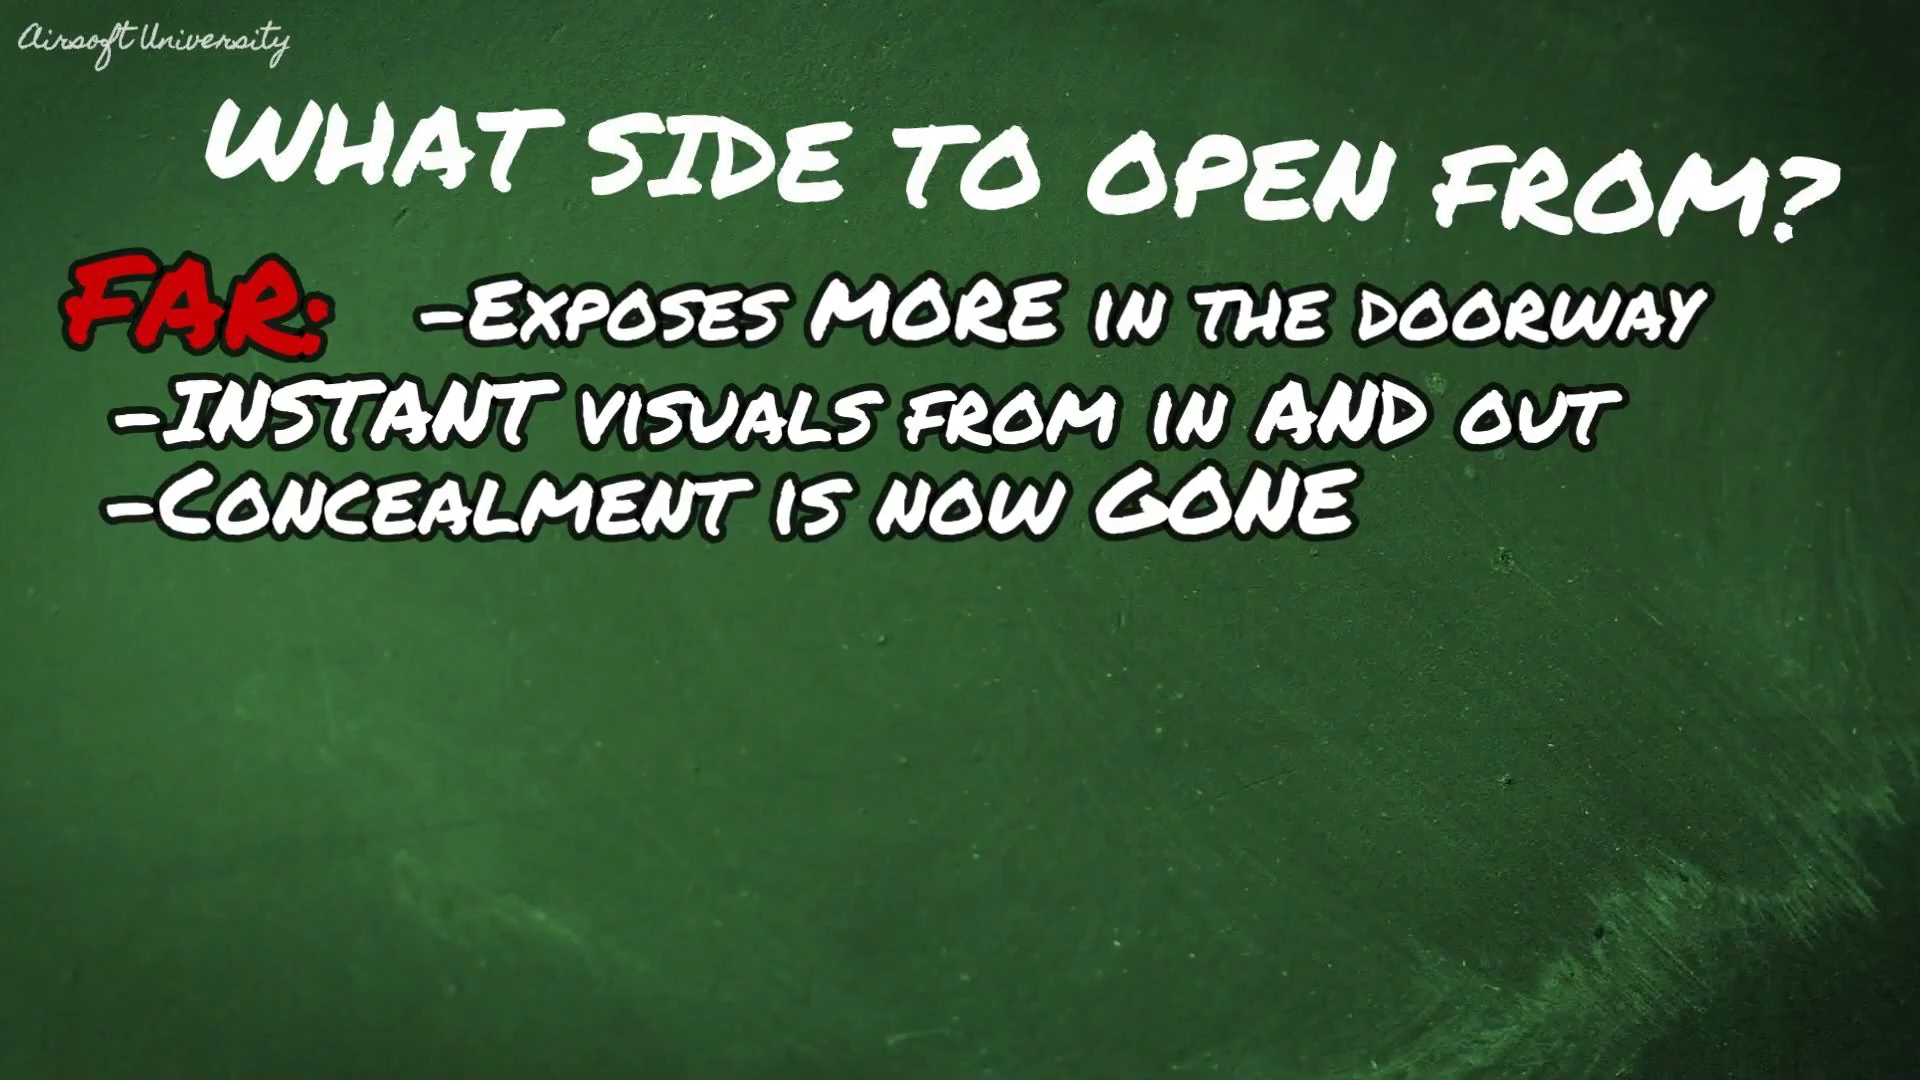 Airsoft University
WHAT SIDE TO OPEN FROM?
FAR: -EXPOSES MORE IN THE DOORWAY
-INSTANT VISUALS FROM IN AND OUT
-CONCEALMENT IS NOW GONE